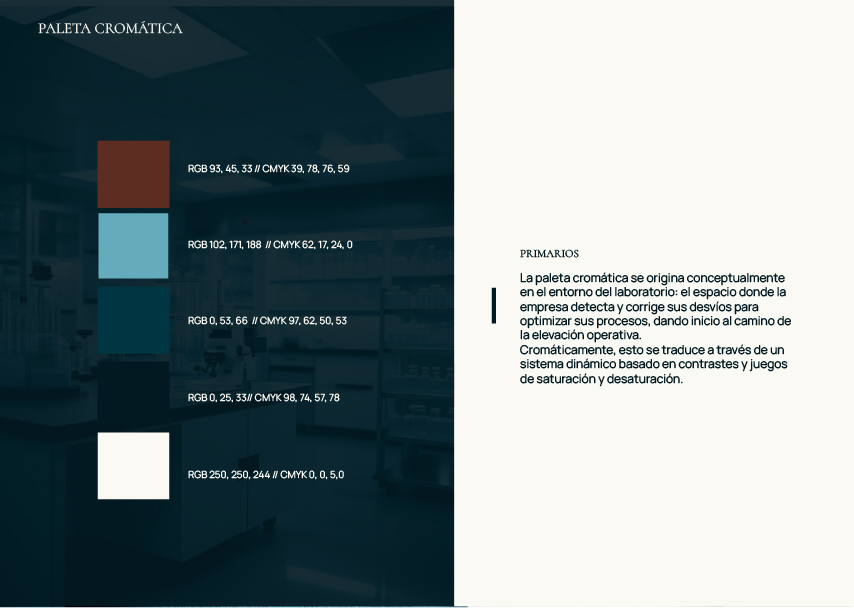 PALETA CROMÁTICA
RGB 93, 45, 33 // CMYK 39, 78, 76, 59
RGB 102, 171, 188 // CMYK 62, 17, 24, 0
RGB 0, 53, 66 // CMYK 97, 62, 50, 53
RGB 0, 25, 33// CMYK 98, 74, 57, 78
RGB 250, 250, 244 // CMYK 0, 0, 5,0
PRIMARIOS
La paleta cromática se origina conceptualmente
en el entorno del laboratorio: el espacio donde la
empresa detecta y corrige sus desvíos para
optimizar sus procesos, dando inicio al camino de
la elevación operativa.
Cromáticamente, esto se traduce a través de un
sistema dinámico basado en contrastes y juegos
de saturación y desaturación.